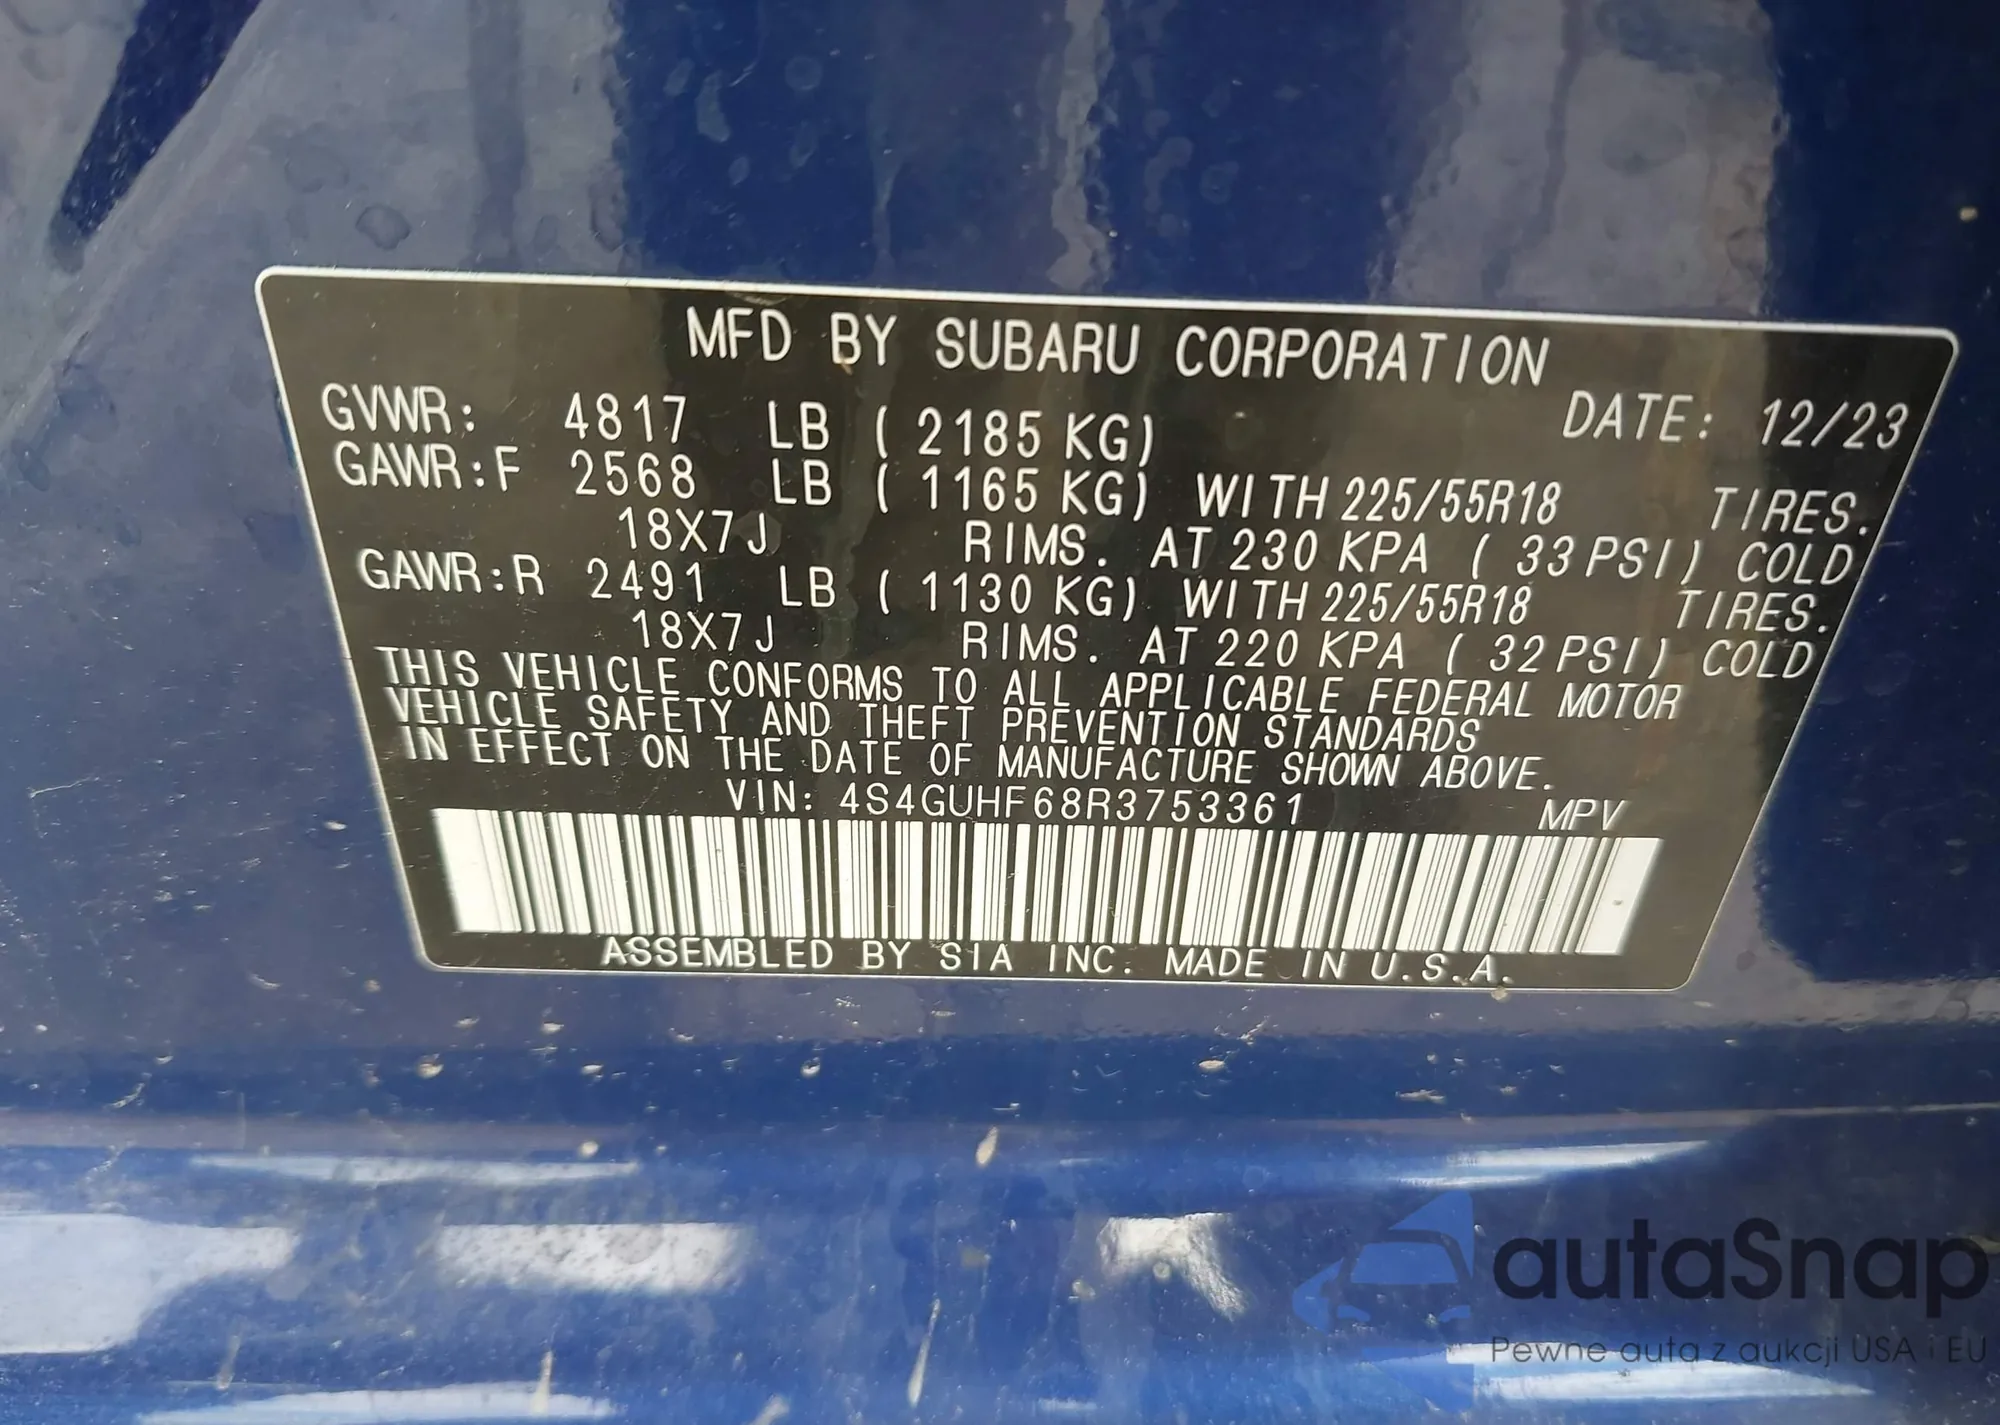 MFD BY SUBARU CORPORATION
GVWR: 4817 LB ( 2185 KG) DATE: 12/23
GAWR:F 2568 LB ( 1165 KG) WITH 225/55R18 TIRES.
18X7J RIMS. AT 230 KPA ( 33 PSI) COLD
GAWR:R 2491 LB ( 1130 KG) WITH 225/55R18 TIRES.
18X7J RIMS. AT 220 KPA ( 32 PSI) COLD
THIS VEHICLE CONFORMS TO ALL APPLICABLE FEDERAL MOTOR
VEHICLE SAFETY AND THEFT PREVENTION STANDARDS
IN EFFECT ON THE DATE OF MANUFACTURE SHOWN ABOVE.
VIN: 4S4GUHF68R3753361 MPV
ASSEMBLED BY SIA INC. MADE IN U.S.A.
autaSnap
Pewne auta z aukcji USA i EU